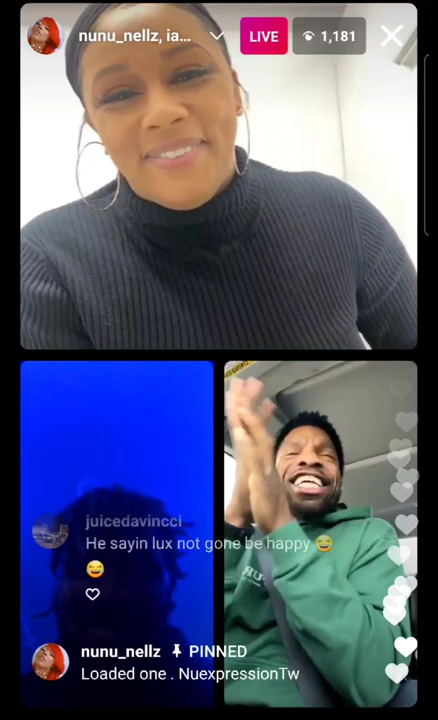 nunu_nellz, ia...
LIVE
1,181
juicedavincci
He sayin lux not gone be happy 😂
😂
nunu_nellz PINNED
Loaded one . NuexpressionTw